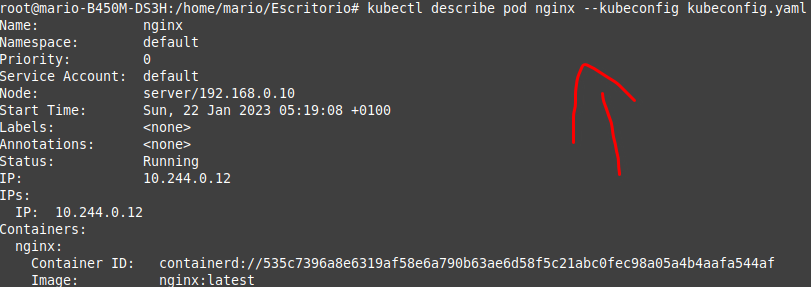 root@mario-B450M-DS3H:/home/mario/Escritorio# kubectl describe pod nginx --kubeconfig kubeconfig.yaml
Name:             nginx
Namespace:        default
Priority:         0
Service Account:  default
Node:             server/192.168.0.10
Start Time:       Sun, 22 Jan 2023 05:19:08 +0100
Labels:           <none>
Annotations:      <none>
Status:           Running
IP:               10.244.0.12
IPs:
  IP:  10.244.0.12
Containers:
  nginx:
    Container ID:   containerd://535c7396a8e6319af58e6a790b63ae6d58f5c21abc0fec98a05a4b4aafa544af
    Image:          nginx:latest